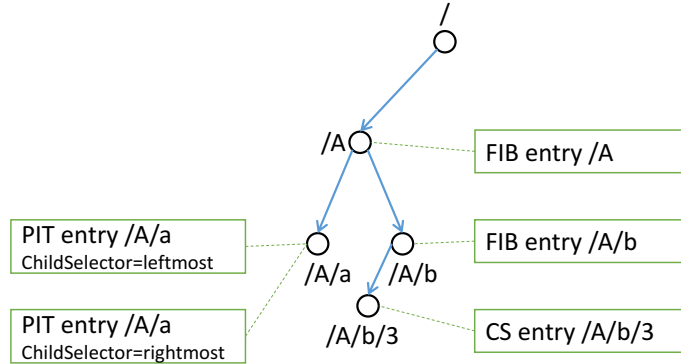 /
/A
FIB entry /A
PIT entry /A/a
ChildSelector=leftmost
FIB entry /A/b
/A/a
/A/b
PIT entry /A/a
ChildSelector=rightmost
/A/b/3
CS entry /A/b/3